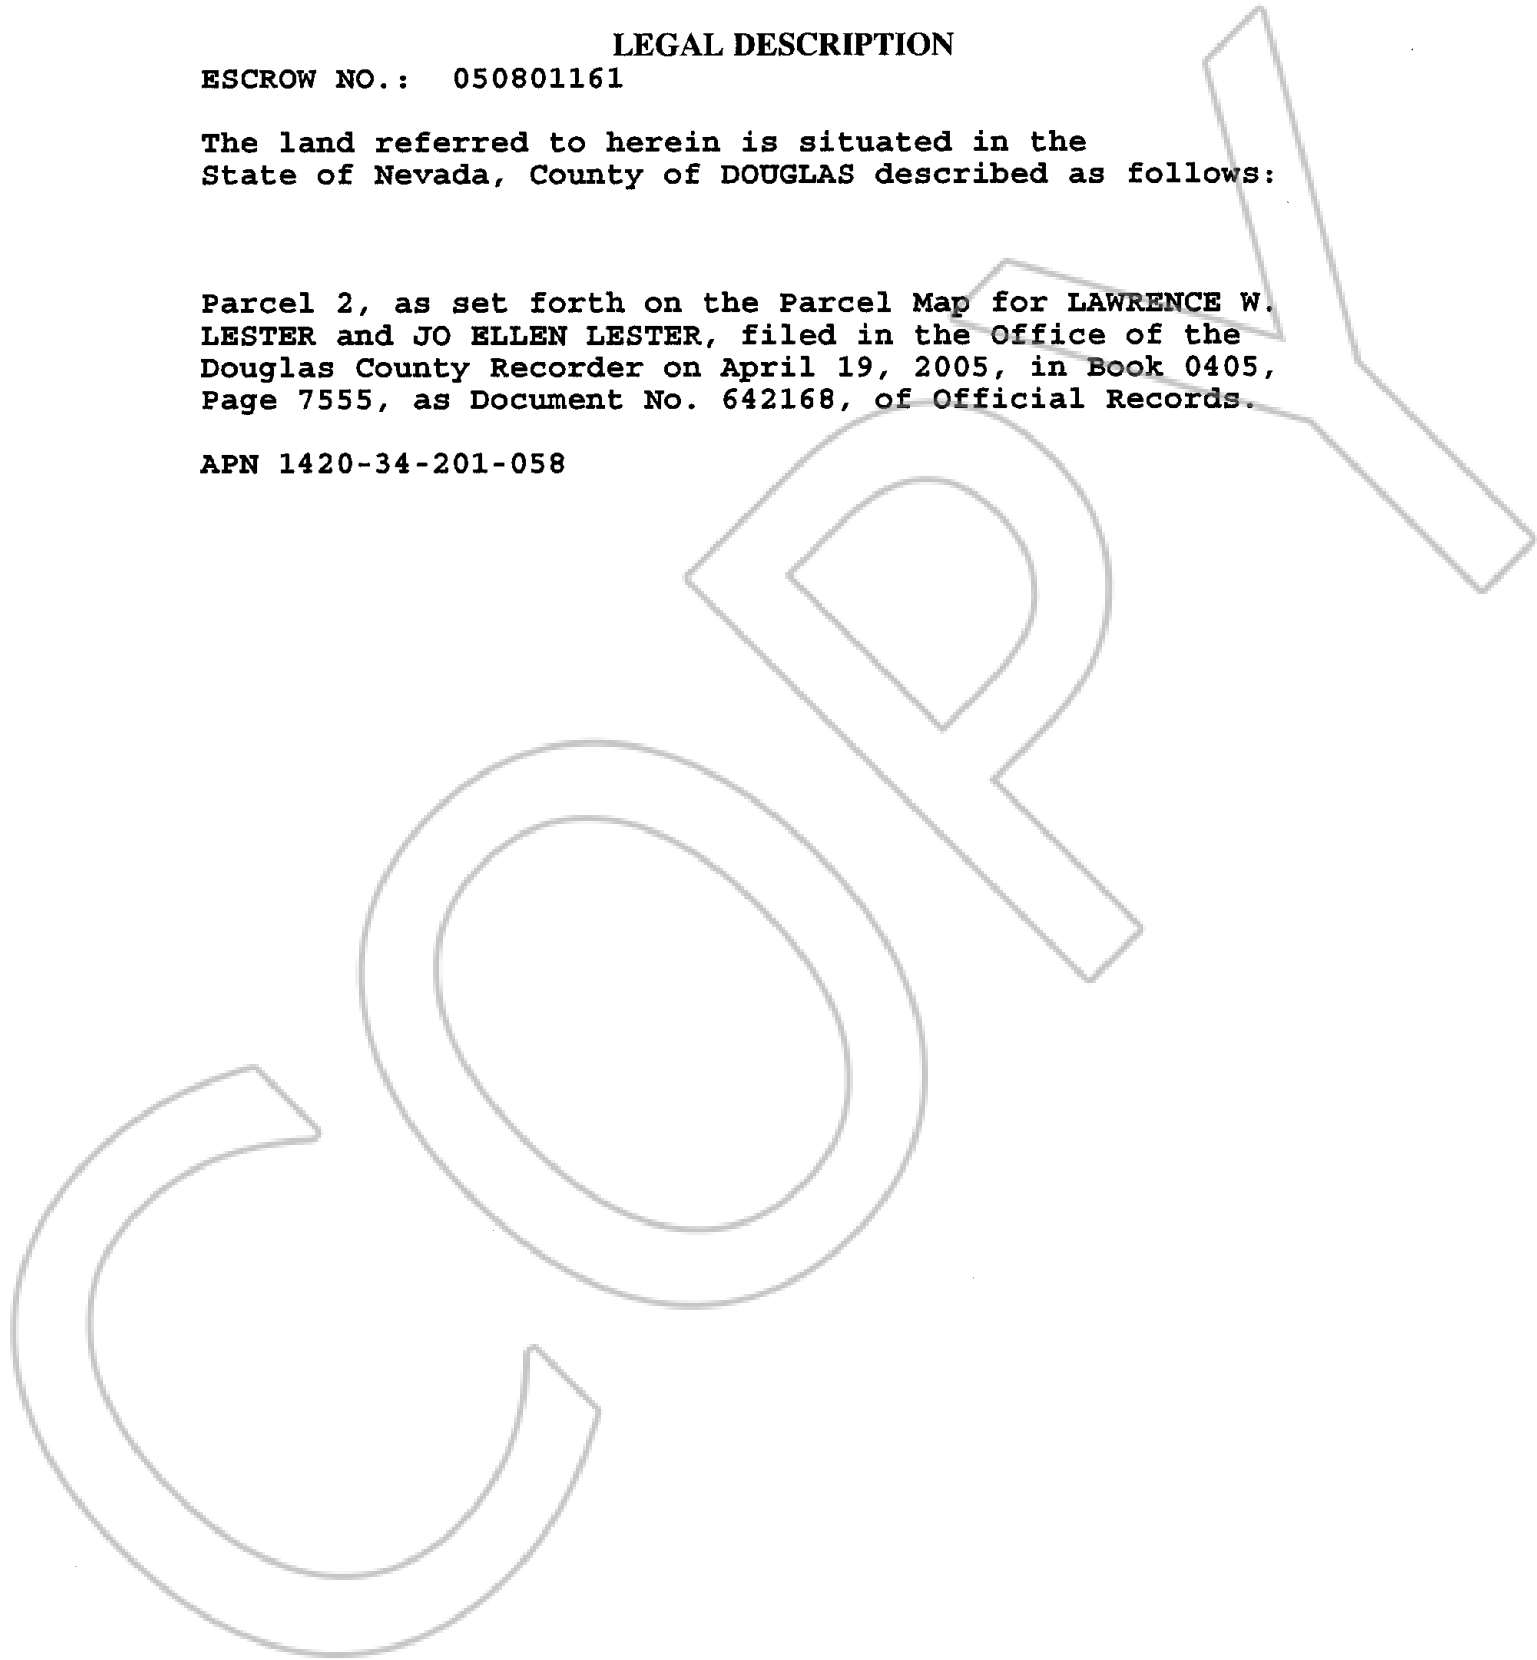 LEGAL DESCRIPTION
ESCROW NO.: 050801161
The land referred to herein is situated in the
State of Nevada, County of DOUGLAS described as follows:
Parcel 2, as set forth on the Parcel Map for LAWRENCE W.
LESTER and JO ELLEN LESTER, filed in the Office of the
Douglas County Recorder on April 19, 2005, in Book 0405,
Page 7555, as Document No. 642168, of Official Records.
APN 1420-34-201-058
COPY